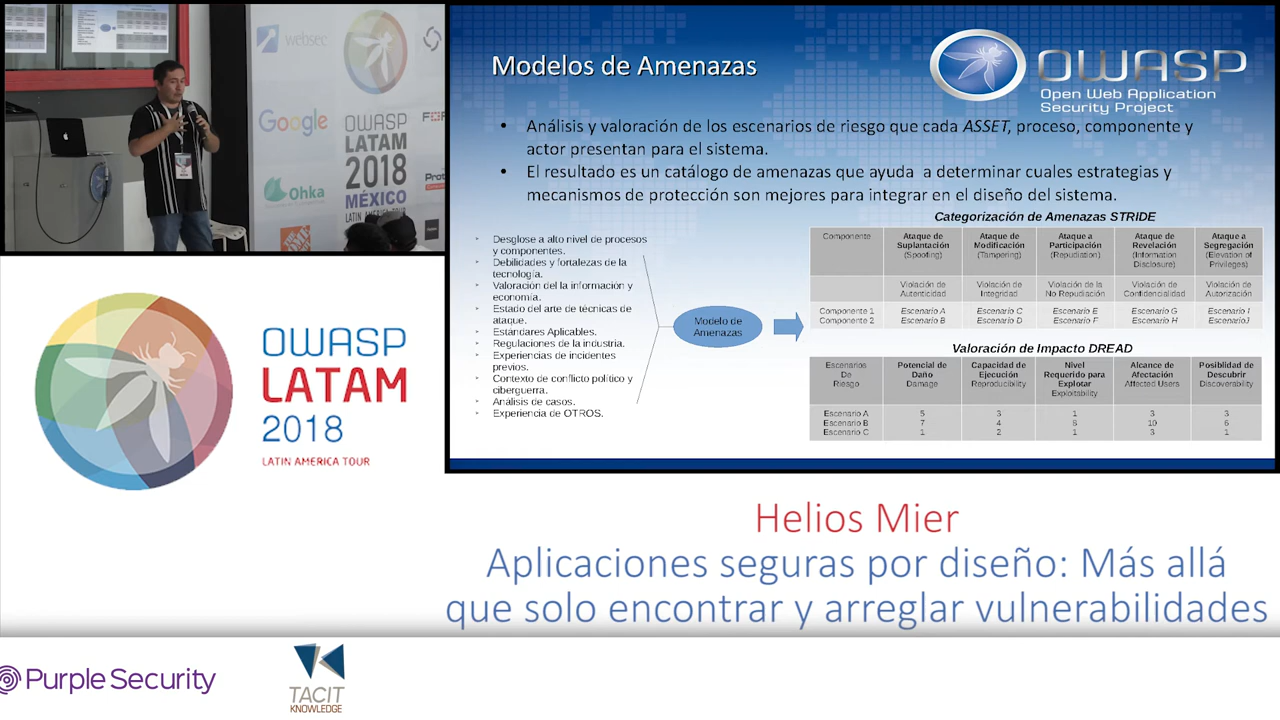 websec
Google
OWASP
LATAM
2018
MÉXICO
LATIN AMERICA TOUR
Ohka
Modelos de Amenazas
OWASP
Open Web Application
Security Project
• Análisis y valoración de los escenarios de riesgo que cada ASSET, proceso, componente y
actor presentan para el sistema.
• El resultado es un catálogo de amenazas que ayuda a determinar cuales estrategias y
mecanismos de protección son mejores para integrar en el diseño del sistema.
Desglose a alto nivel de procesos
y componentes.
Debilidades y fortalezas de la
tecnología.
Valoración de la información y
economía.
Estado del arte de técnicas de
ataque.
Estándares Aplicables.
Regulaciones de la industria.
Experiencias de incidentes
previos.
Contexto de conflicto político y
ciberguerra.
Análisis de casos.
Experiencia de OTROS.
Modelo de
Amenazas
Categorización de Amenazas STRIDE
Componente Ataque de Ataque de Ataque a Ataque de Ataque a
Suplantación Modificación Participación Revelación Segregación
(Spoofing) (Tampering) (Repudiation) (Information (Elevation of
Disclosure) Privileges)
Violación de Violación de Violación de la Violación de Violación de
Autenticidad Integridad No Repudiación Confidencialidad Autorización
Componente 1 Escenario A Escenario C Escenario E Escenario G Escenario I
Componente 2 Escenario B Escenario D Escenario F Escenario H EscenarioJ
Valoración de Impacto DREAD
Escenarios Potencial de Capacidad de Nivel Alcance de Posiblidad de
De Daño Ejecución Requerido para Afectación Descubrir
Riesgo Damage Reproducibility Explotar Affected Users Discoverability
Exploitability
Escenario A 5 3 1 3 3
Escenario B 7 4 8 10 6
Escenario C 1 2 1 3 1
OWASP
LATAM
2018
LATIN AMERICA TOUR
Helios Mier
Aplicaciones seguras por diseño: Más allá
que solo encontrar y arreglar vulnerabilidades
Purple Security
TACIT
KNOWLEDGE